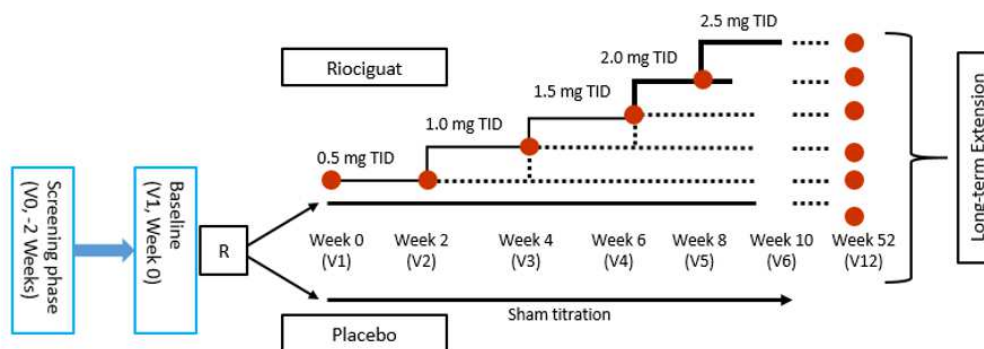 2.5 mg TID
Riociguat
2.0 mg TID
1.5 mg TID
1.0 mg TID
0.5 mg TID
Screening phase
(V0, -2 Weeks)
Baseline
(V1, Week 0)
R
Week 0
(V1)
Week 2
(V2)
Week 4
(V3)
Week 6
(V4)
Week 8
(V5)
Week 10
(V6)
Week 52
(V12)
Long-term Extension
Sham titration
Placebo